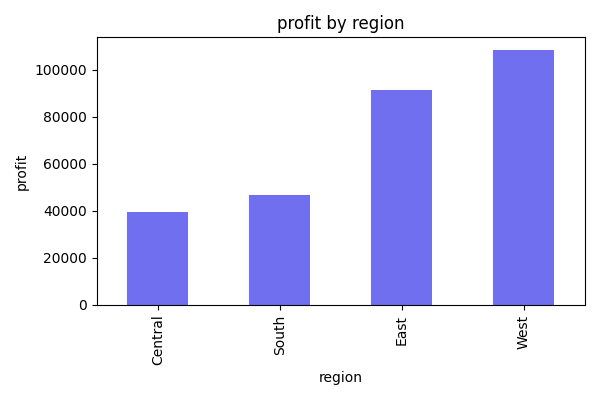 profit by region
100000
80000
60000
40000
20000
0
profit
Central
South
East
West
region